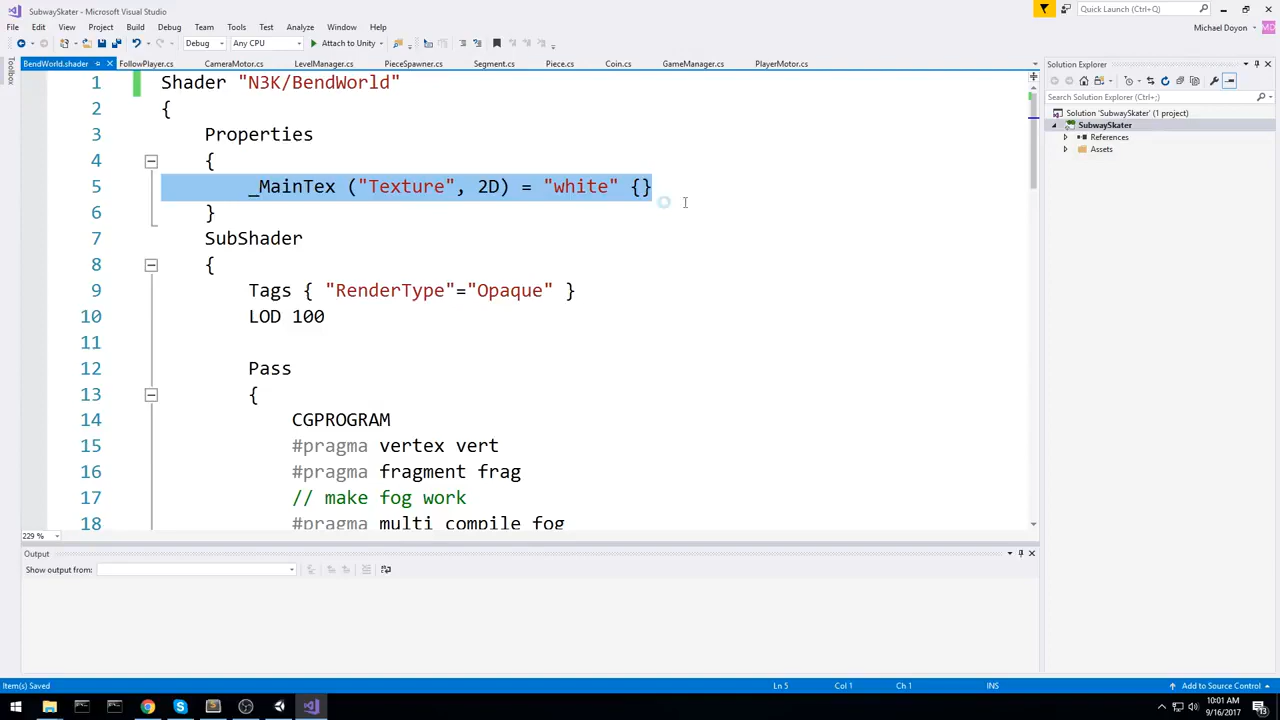 SubwaySkater - Microsoft Visual Studio
Quick Launch (Ctrl+Q)
File Edit View Project Build Debug Team Tools Test Analyze Window Help
Michael Doyon MD
Debug Any CPU Attach to Unity
BendWorld.shader FollowPlayer.cs CameraMotor.cs LevelManager.cs PieceSpawner.cs Segment.cs Piece.cs Coin.cs GameManager.cs PlayerMotor.cs
Toolbox
Solution Explorer
Search Solution Explorer (Ctrl+;)
Solution 'SubwaySkater' (1 project)
SubwaySkater
References
Assets
1 Shader "N3K/BendWorld"
2 {
3 Properties
4 {
5 _MainTex ("Texture", 2D) = "white" {}
6 }
7 SubShader
8 {
9 Tags { "RenderType"="Opaque" }
10 LOD 100
11
12 Pass
13 {
14 CGPROGRAM
15 #pragma vertex vert
16 #pragma fragment frag
17 // make fog work
18 #pragma multi_compile_fog
229 %
Output
Show output from:
Item(s) Saved Ln 5 Col 1 Ch 1 INS Add to Source Control
10:01 AM
9/16/2017